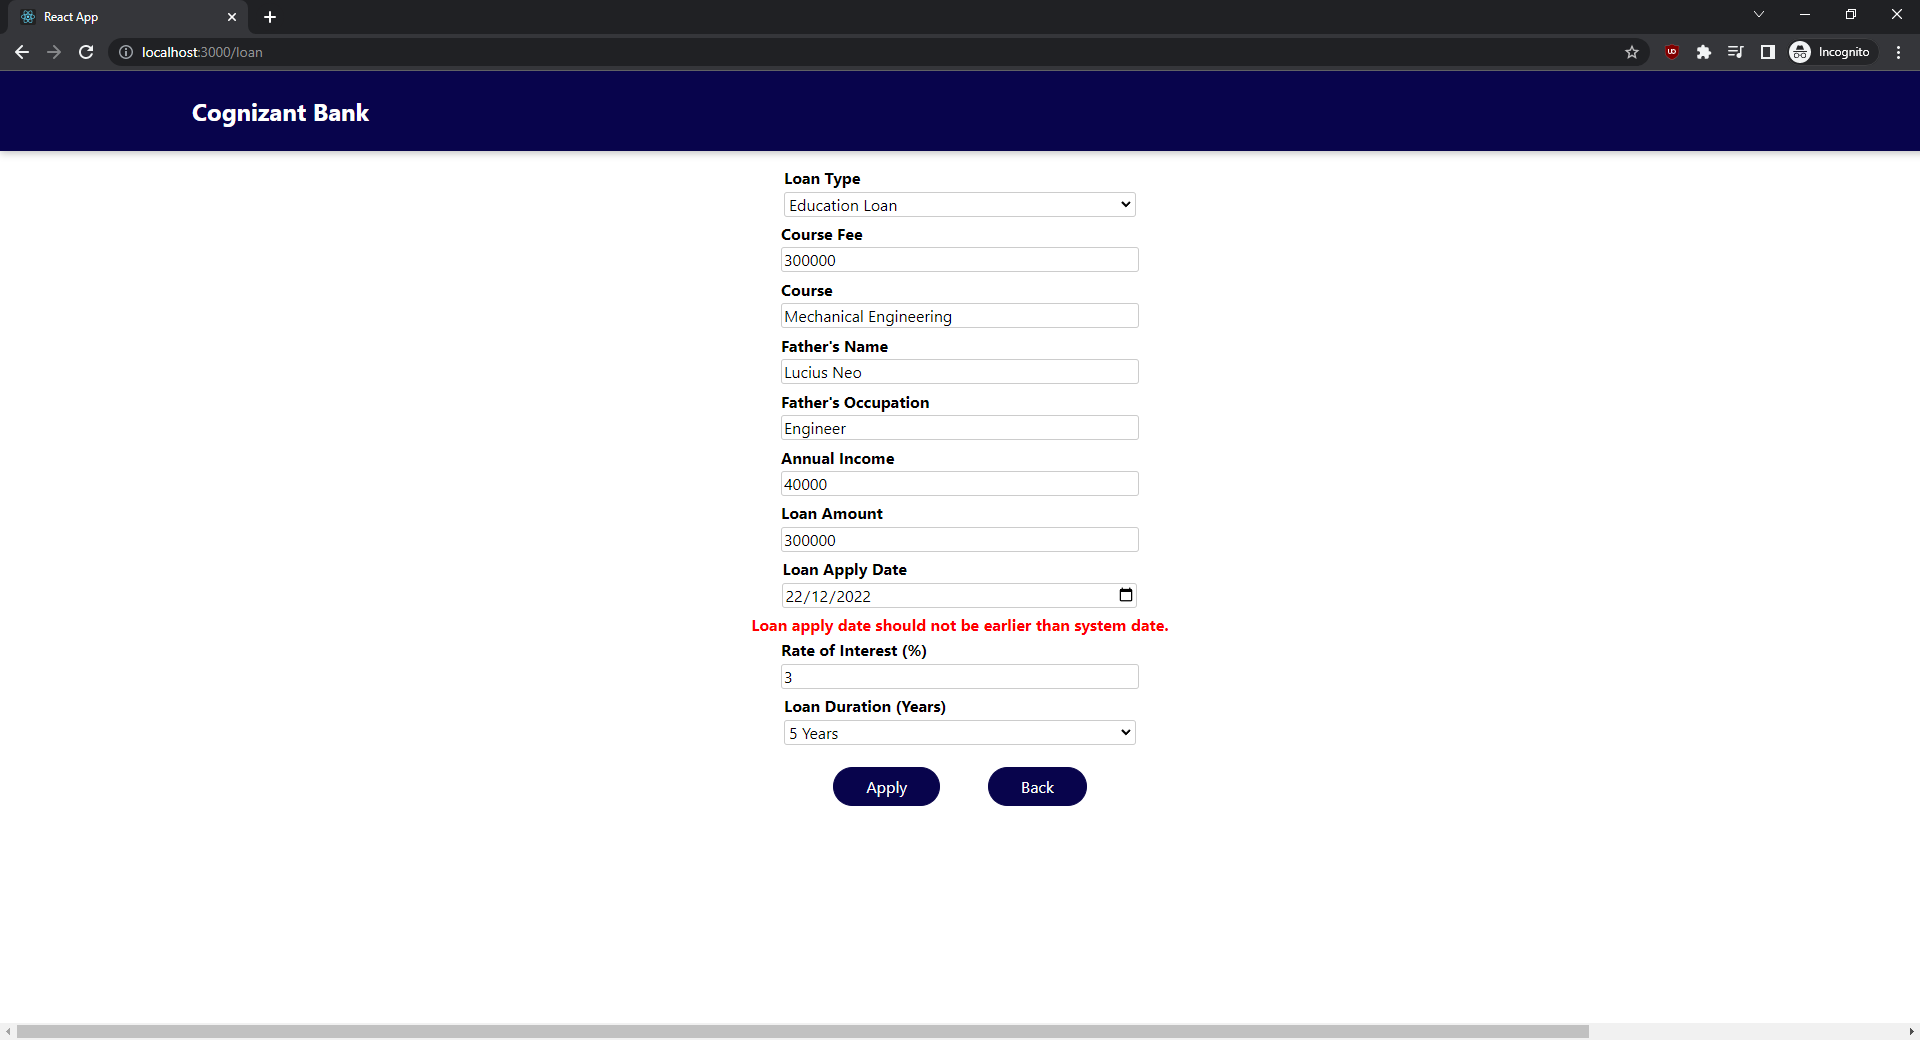 React App
localhost:3000/loan
Incognito
Cognizant Bank
Loan Type
Education Loan
Course Fee
300000
Course
Mechanical Engineering
Father's Name
Lucius Neo
Father's Occupation
Engineer
Annual Income
40000
Loan Amount
300000
Loan Apply Date
22/12/2022
Loan apply date should not be earlier than system date.
Rate of Interest (%)
3
Loan Duration (Years)
5 Years
Apply Back